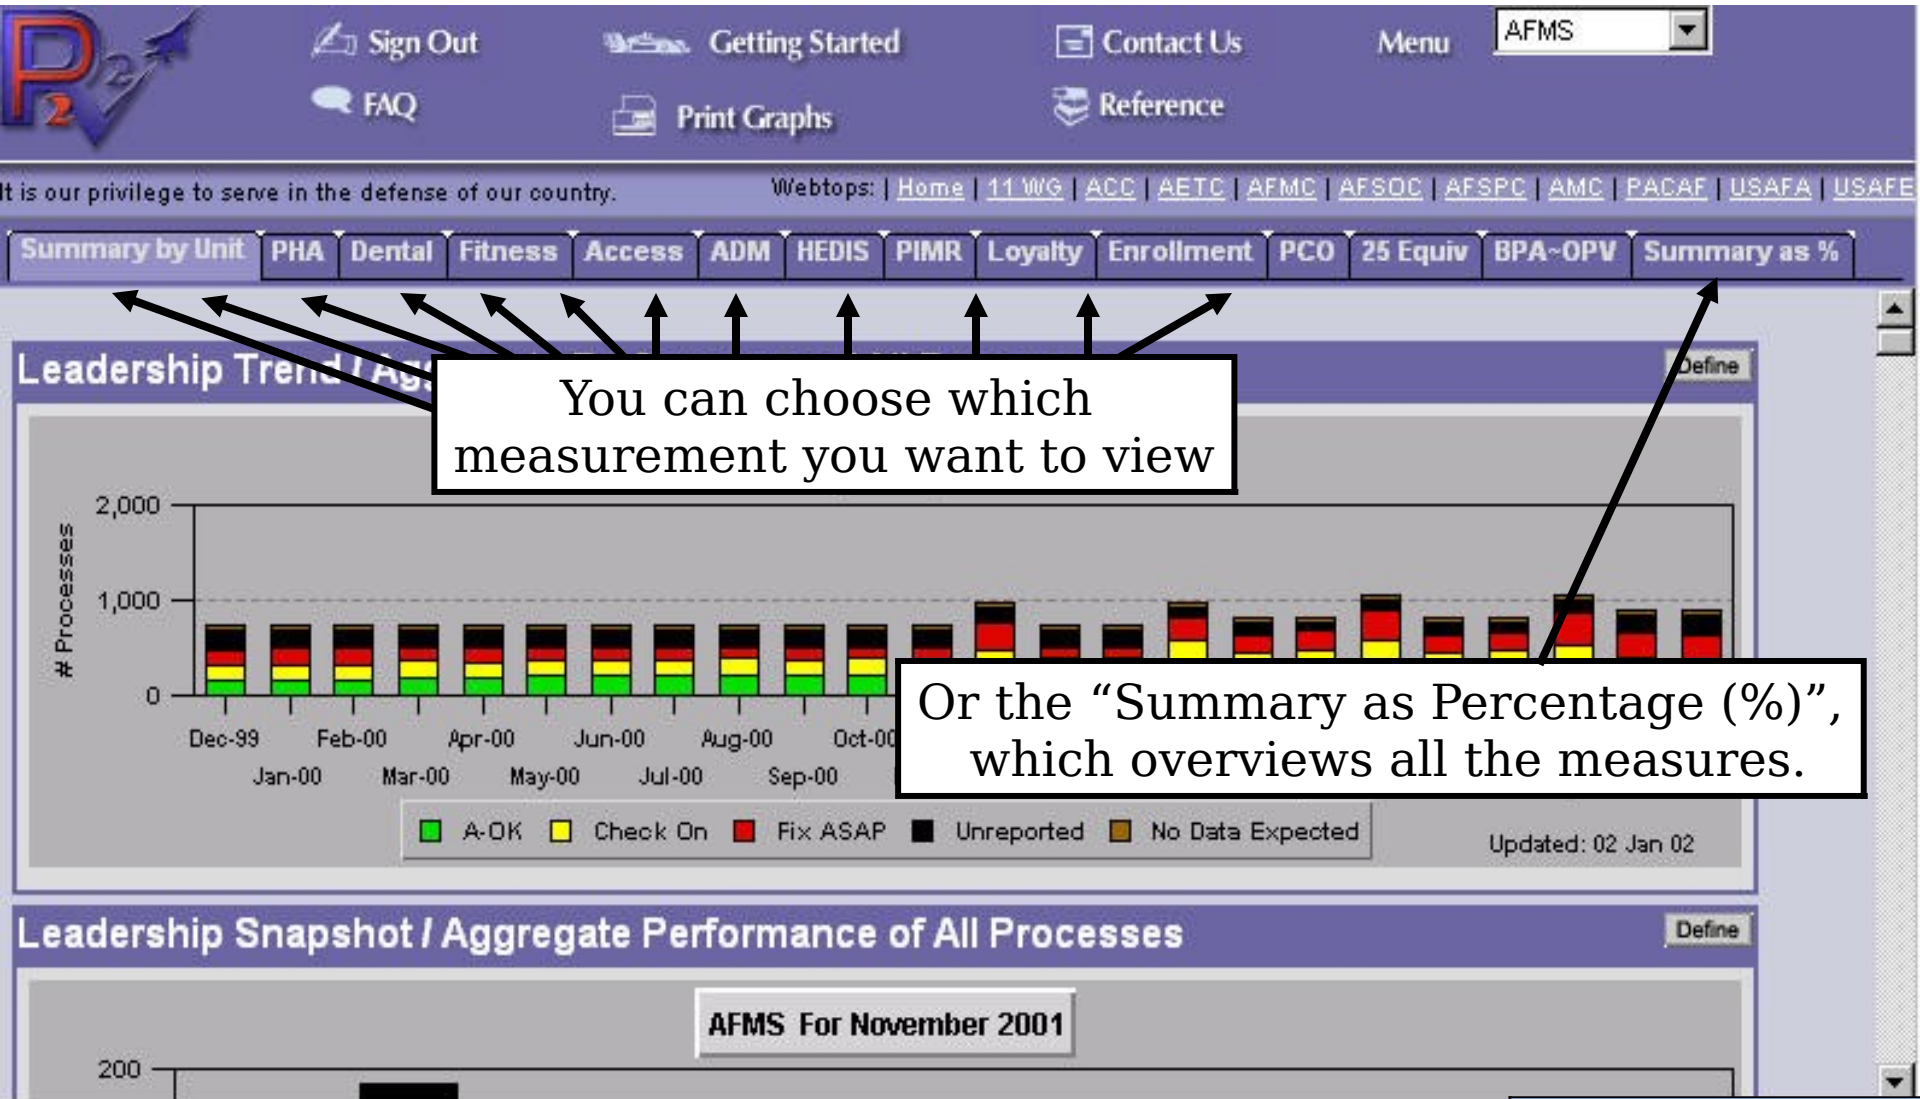 P2R2
Sign Out
Getting Started
Contact Us
Menu
AFMS
FAQ
Print Graphs
Reference
It is our privilege to serve in the defense of our country.
Webtops: | Home | 11 WG | ACC | AETC | AFMC | AFSOC | AFSPC | AMC | PACAF | USAFA | USAFE
Summary by Unit PHA Dental Fitness Access ADM HEDIS PIMR Loyalty Enrollment PCO 25 Equiv BPA~OPV Summary as %
Leadership Trend /
Define
You can choose which
measurement you want to view
2,000
# Processes
1,000
0
Or the “Summary as Percentage (%)”,
which overviews all the measures.
Dec-99 Feb-00 Apr-00 Jun-00 Aug-00
Jan-00 Mar-00 May-00 Jul-00 Sep-00
A-OK Check On Fix ASAP Unreported No Data Expected
Updated: 02 Jan 02
Leadership Snapshot / Aggregate Performance of All Processes
Define
AFMS For November 2001
200